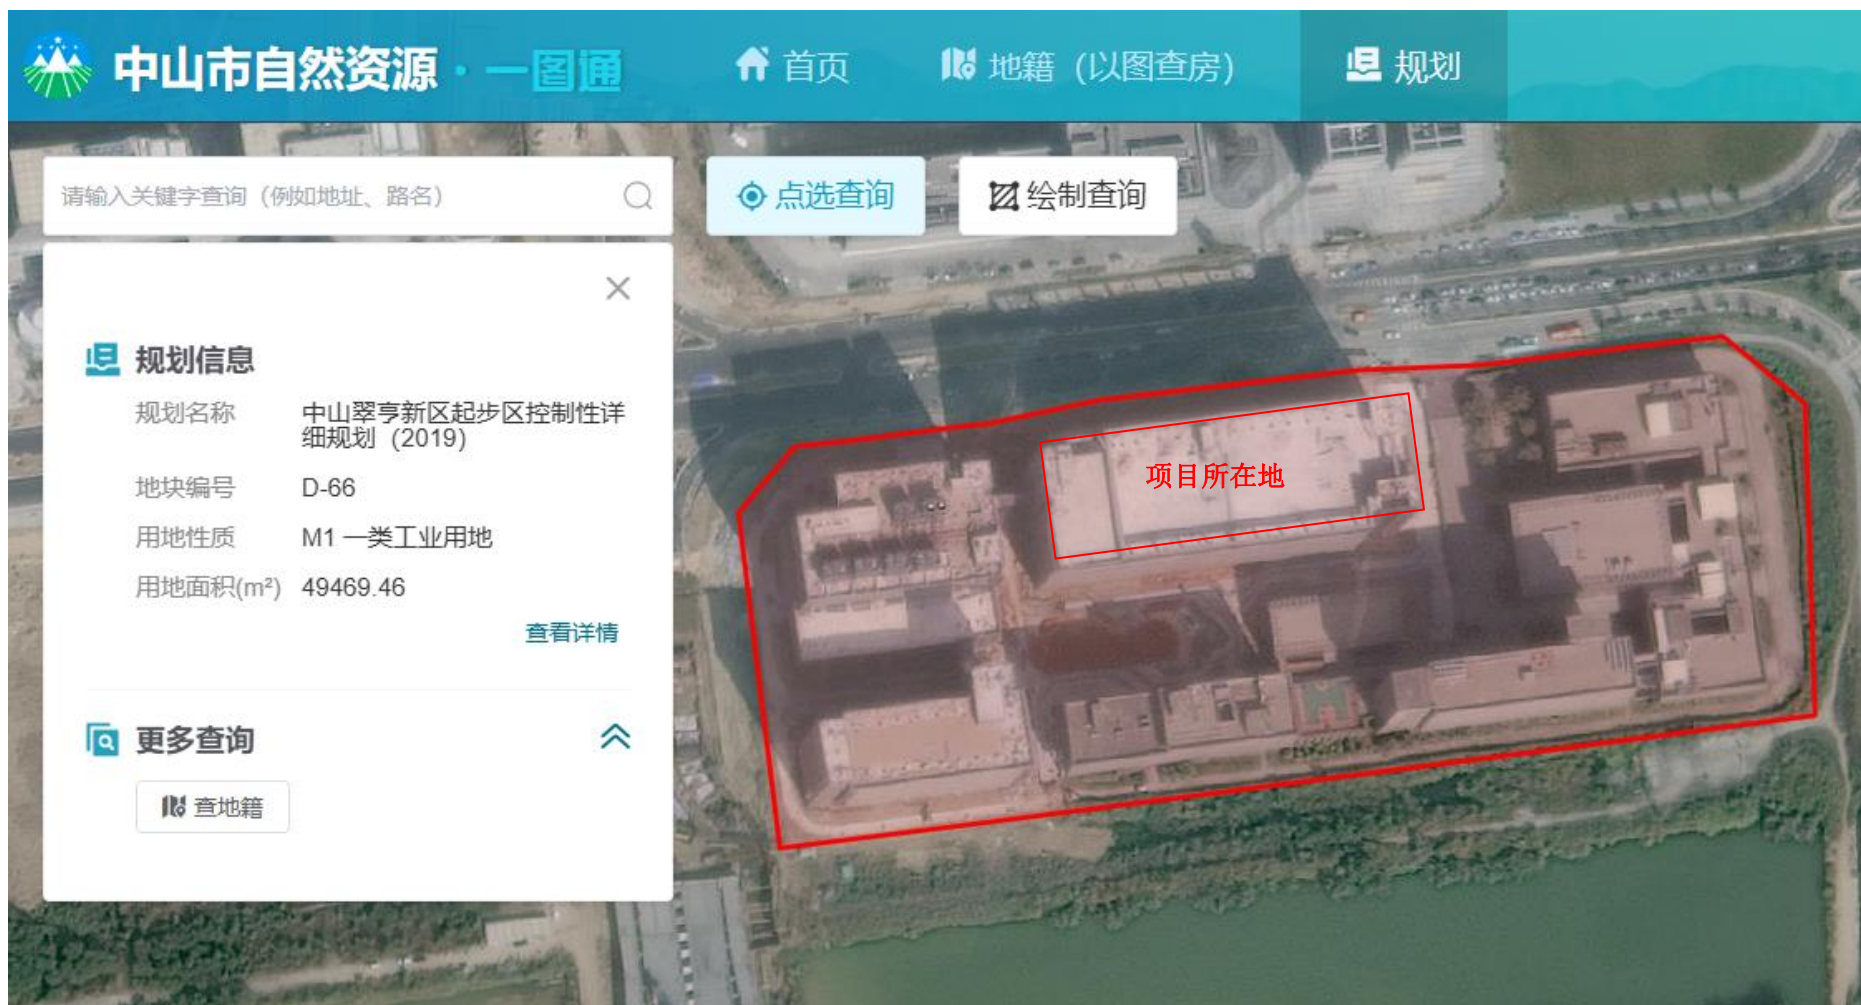 中山市自然资源·一图通
首页
地籍（以图查房）
规划
请输入关键字查询（例如地址、路名）
点选查询
绘制查询
规划信息
规划名称 中山翠亨新区起步区控制性详
细规划（2019）
地块编号 D-66
用地性质 M1 一类工业用地
用地面积(m²) 49469.46
查看详情
更多查询
查地籍
项目所在地